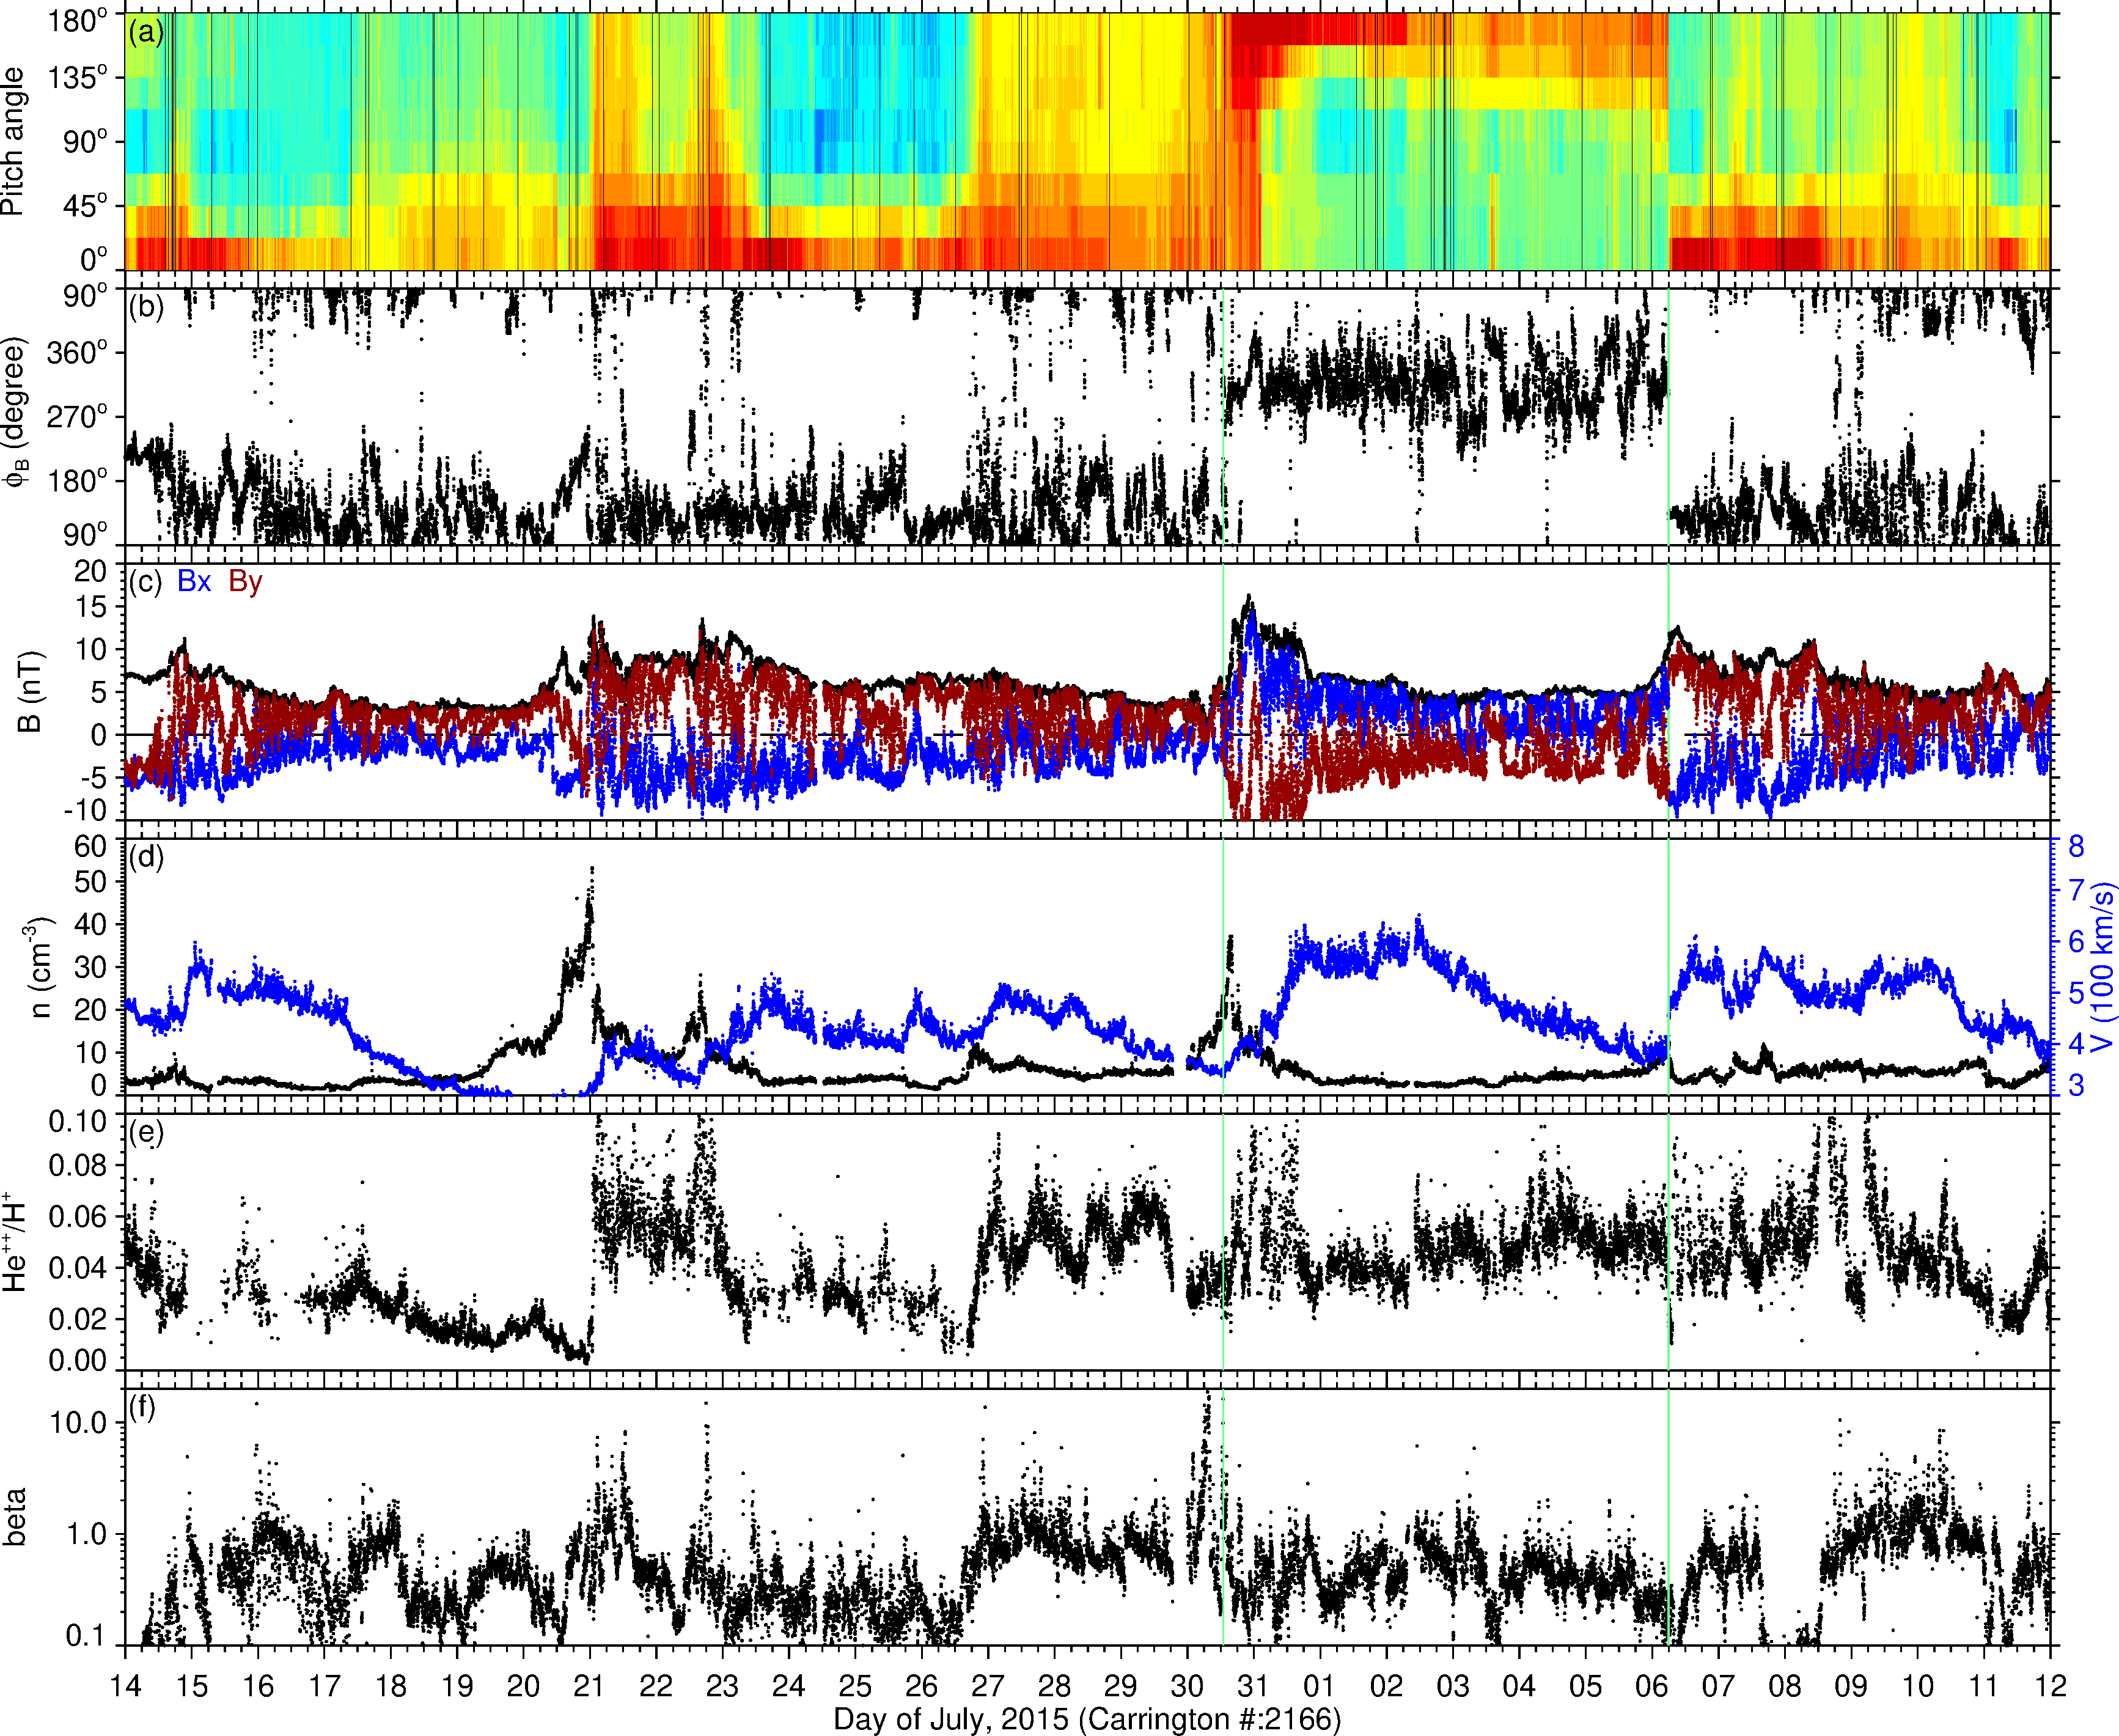 (a)
Pitch angle
180°
135°
90°
45°
0°
(b)
ϕB (degree)
90°
360°
270°
180°
90°
(c) Bx By
B (nT)
20
15
10
5
0
-5
-10
(d)
n (cm-3)
60
50
40
30
20
10
0
V (100 km/s)
8
7
6
5
4
3
(e)
He++/H+
0.10
0.08
0.06
0.04
0.02
0.00
(f)
beta
10.0
1.0
0.1
14 15 16 17 18 19 20 21 22 23 24 25 26 27 28 29 30 31 01 02 03 04 05 06 07 08 09 10 11 12
Day of July, 2015 (Carrington #:2166)